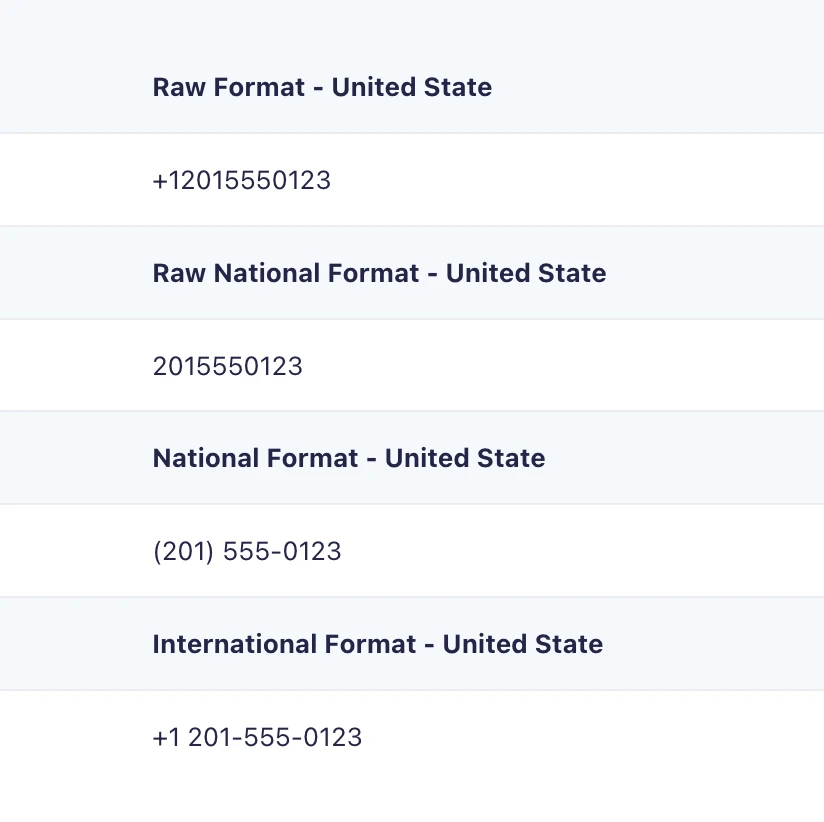 Raw Format - United State
+12015550123
Raw National Format - United State
2015550123
National Format - United State
(201) 555-0123
International Format - United State
+1 201-555-0123